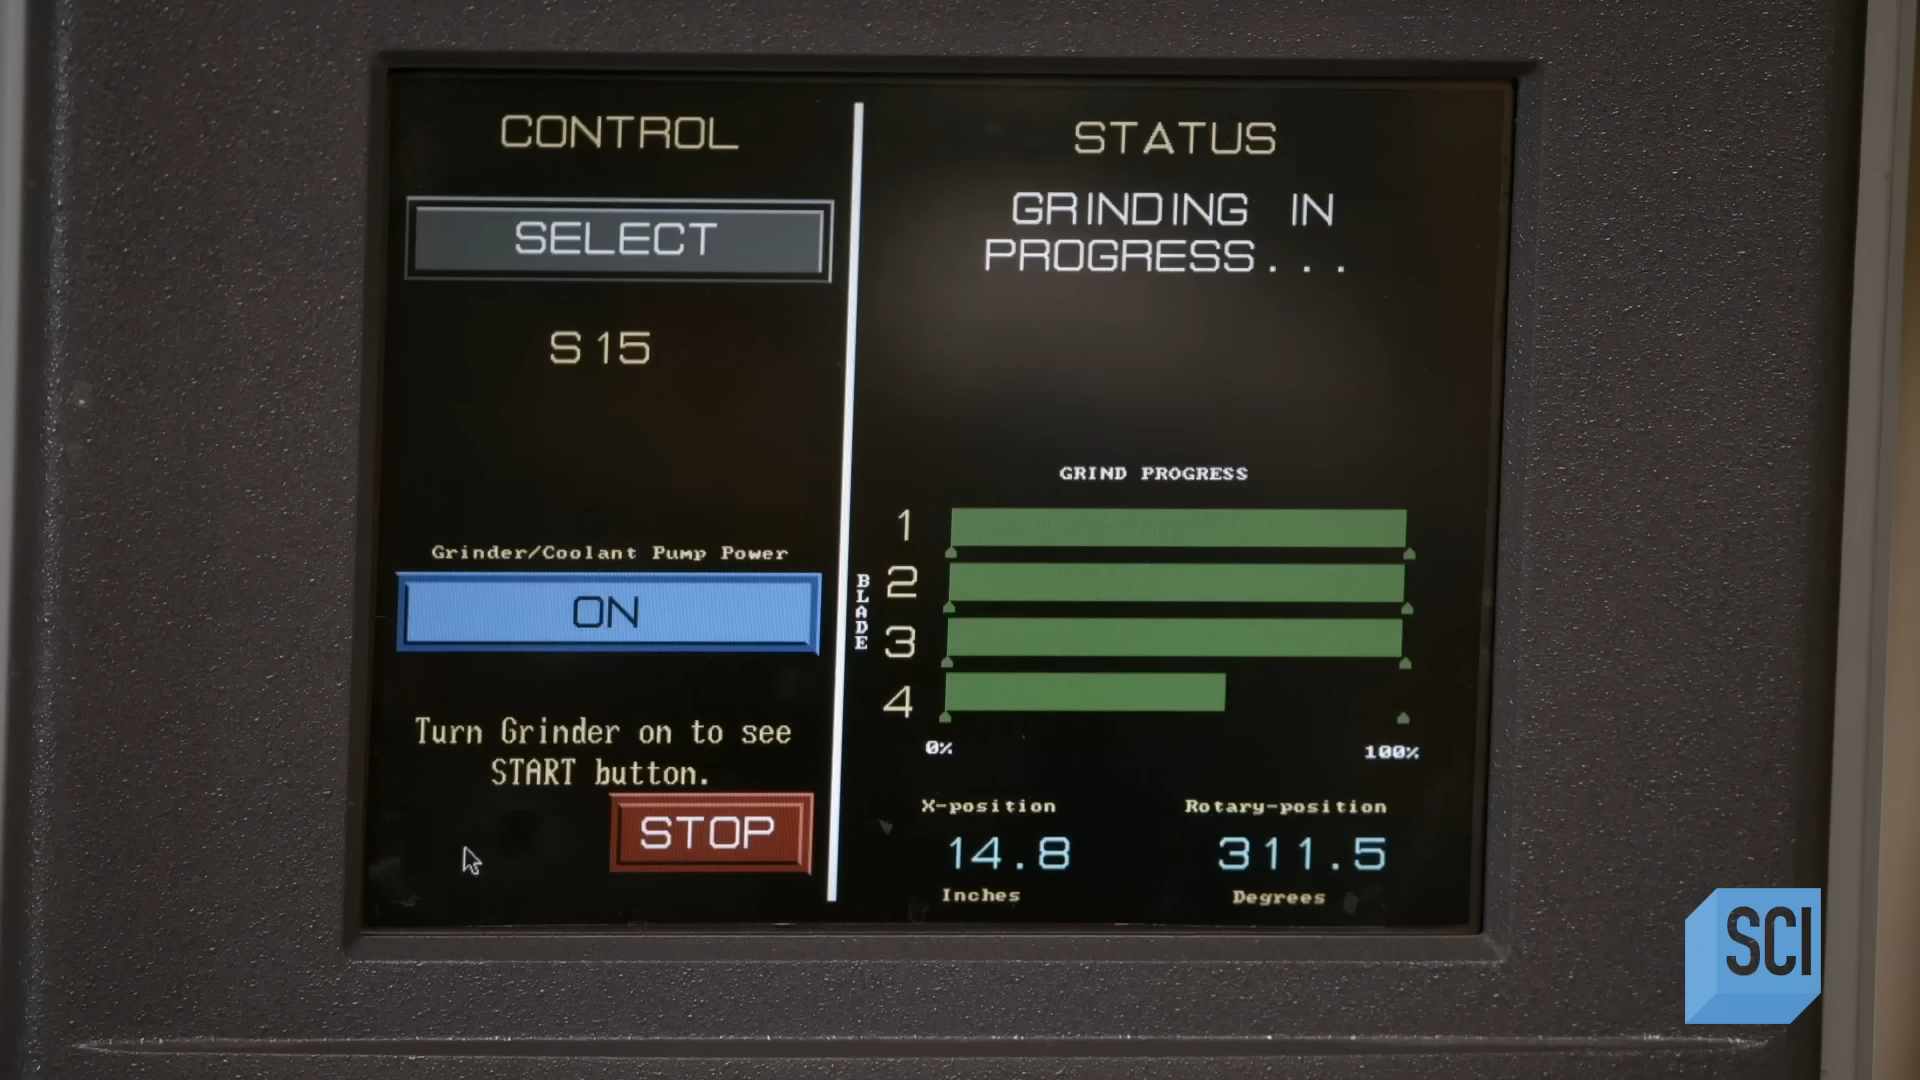 CONTROL
SELECT
S15
Grinder/Coolant Pump Power
ON
Turn Grinder on to see
START button.
STOP
STATUS
GRINDING IN
PROGRESS...
GRIND PROGRESS
BLADE
1
2
3
4
0%
100%
X-position
Rotary-position
14.8
311.5
Inches
Degrees
SCI